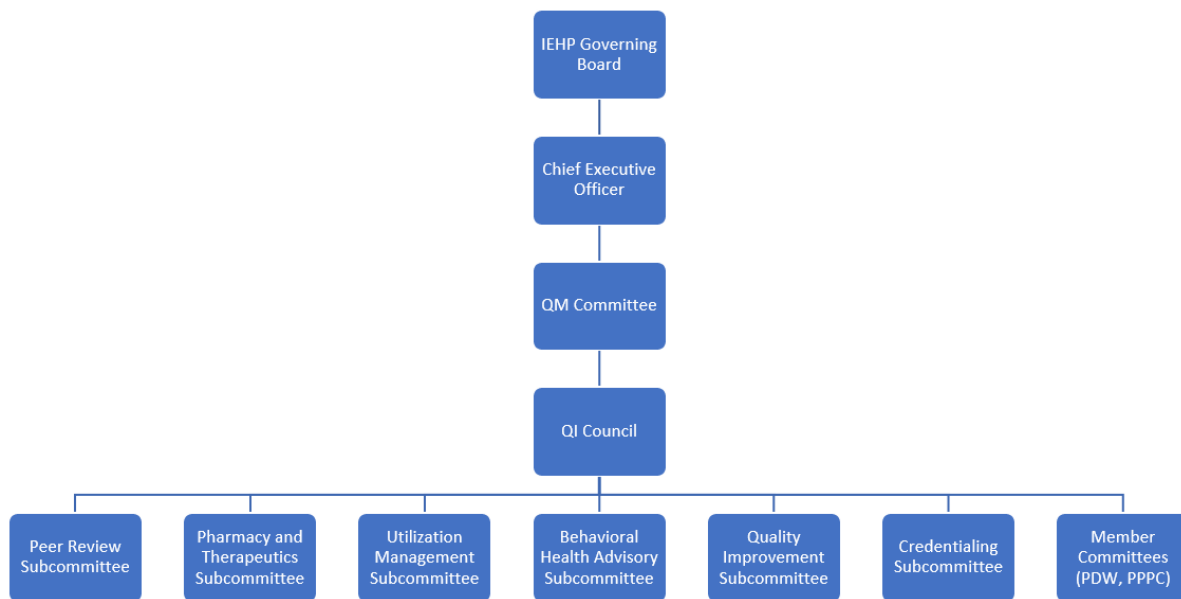 IEHP Governing
Board
Chief Executive
Officer
QM Committee
QI Council
Peer Review
Subcommittee
Pharmacy and
Therapeutics
Subcommittee
Utilization
Management
Subcommittee
Behavioral
Health Advisory
Subcommittee
Quality
Improvement
Subcommittee
Credentialing
Subcommittee
Member
Committees
(PDW, PPPC)